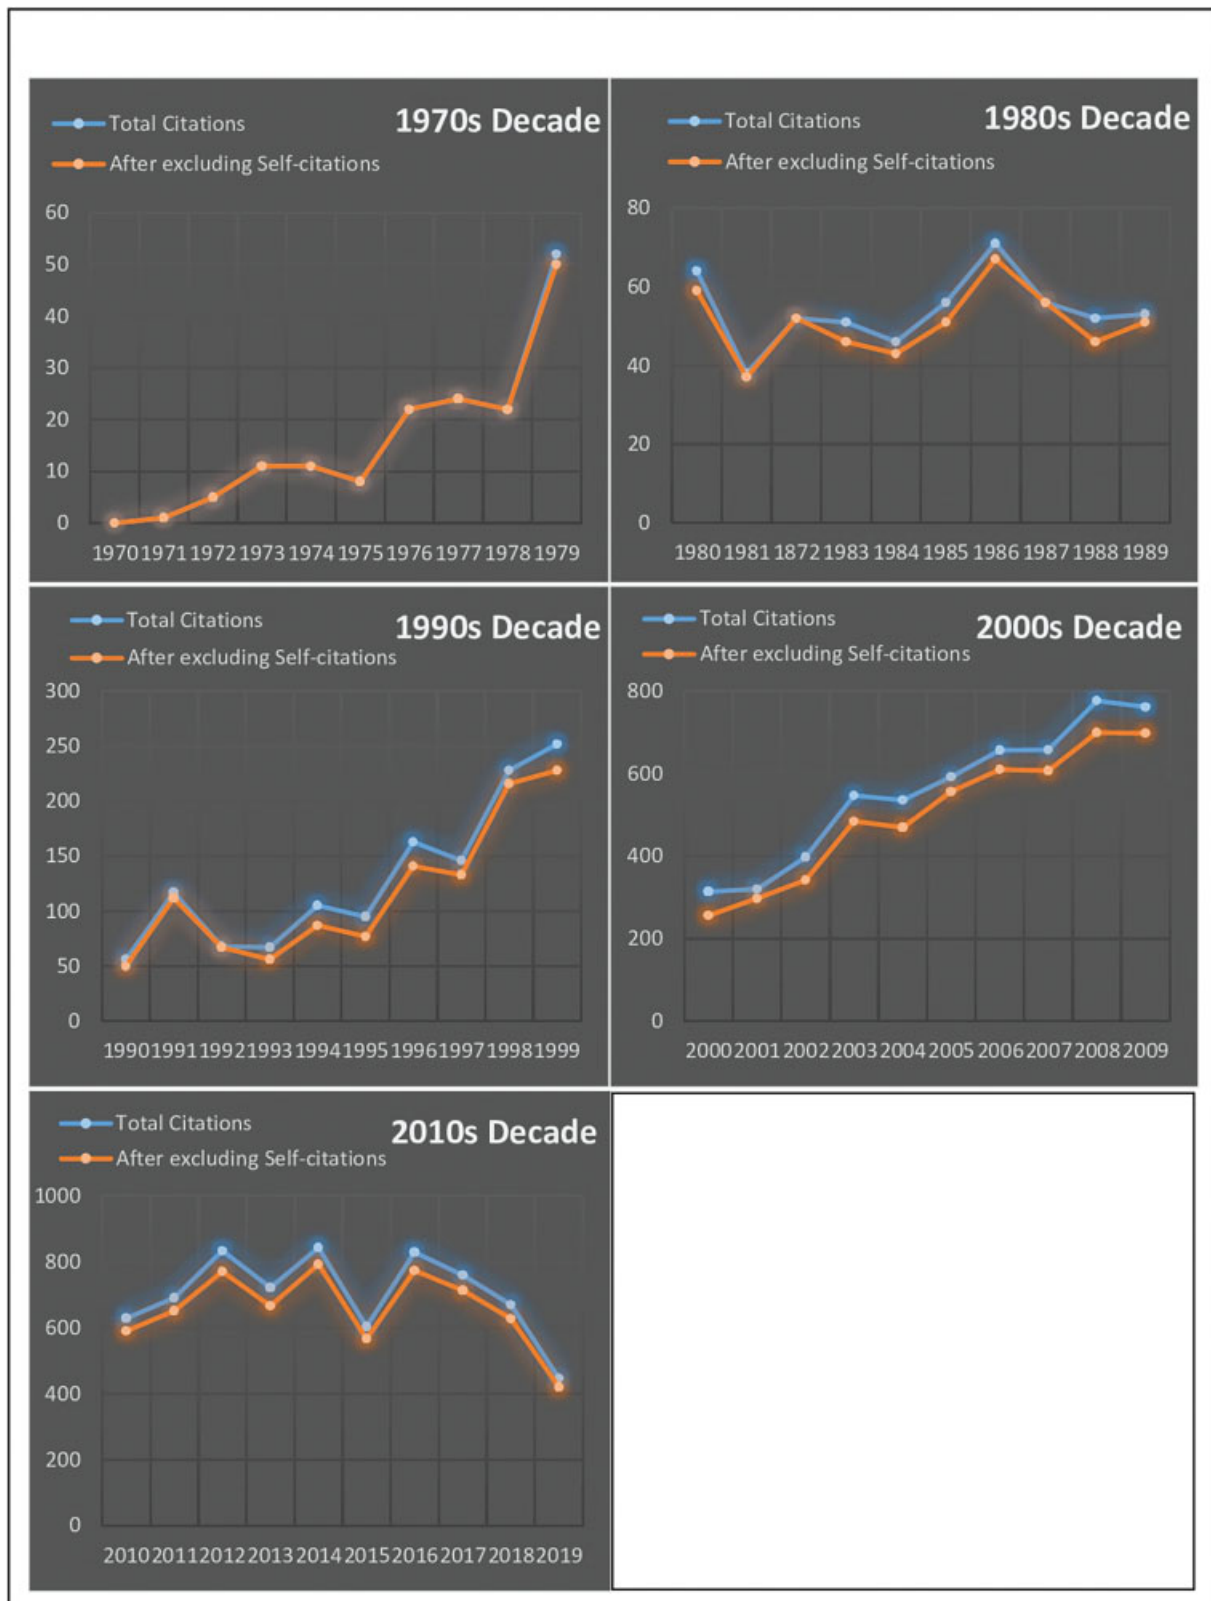 1970s Decade
Total Citations
After excluding Self-citations
60
50
40
30
20
10
0
1970 1971 1972 1973 1974 1975 1976 1977 1978 1979
1980s Decade
Total Citations
After excluding Self-citations
80
60
40
20
0
1980 1981 1872 1983 1984 1985 1986 1987 1988 1989
1990s Decade
Total Citations
After excluding Self-citations
300
250
200
150
100
50
0
1990 1991 1992 1993 1994 1995 1996 1997 1998 1999
2000s Decade
Total Citations
After excluding Self-citations
800
600
400
200
0
2000 2001 2002 2003 2004 2005 2006 2007 2008 2009
2010s Decade
Total Citations
After excluding Self-citations
1000
800
600
400
200
0
2010 2011 2012 2013 2014 2015 2016 2017 2018 2019